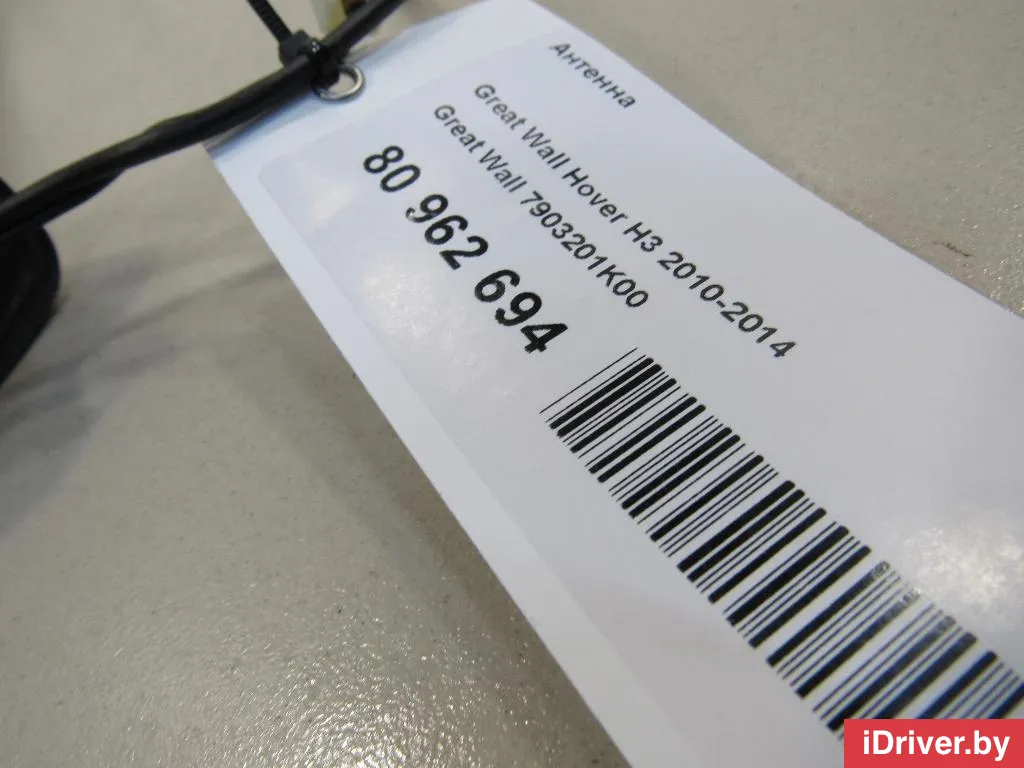 Антенна
Great Wall Hover H3 2010-2014
Great Wall 7903201K00
80 962 694
iDriver.by